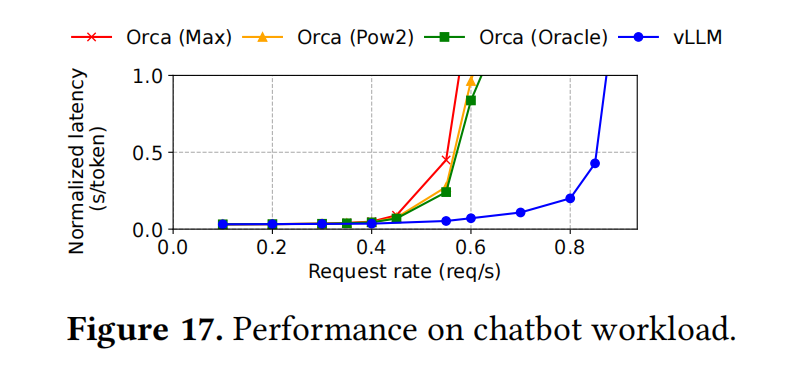 Orca (Max) Orca (Pow2) Orca (Oracle) vLLM
Normalized latency
(s/token)
1.0
0.5
0.0
0.0 0.2 0.4 0.6 0.8
Request rate (req/s)
Figure 17. Performance on chatbot workload.